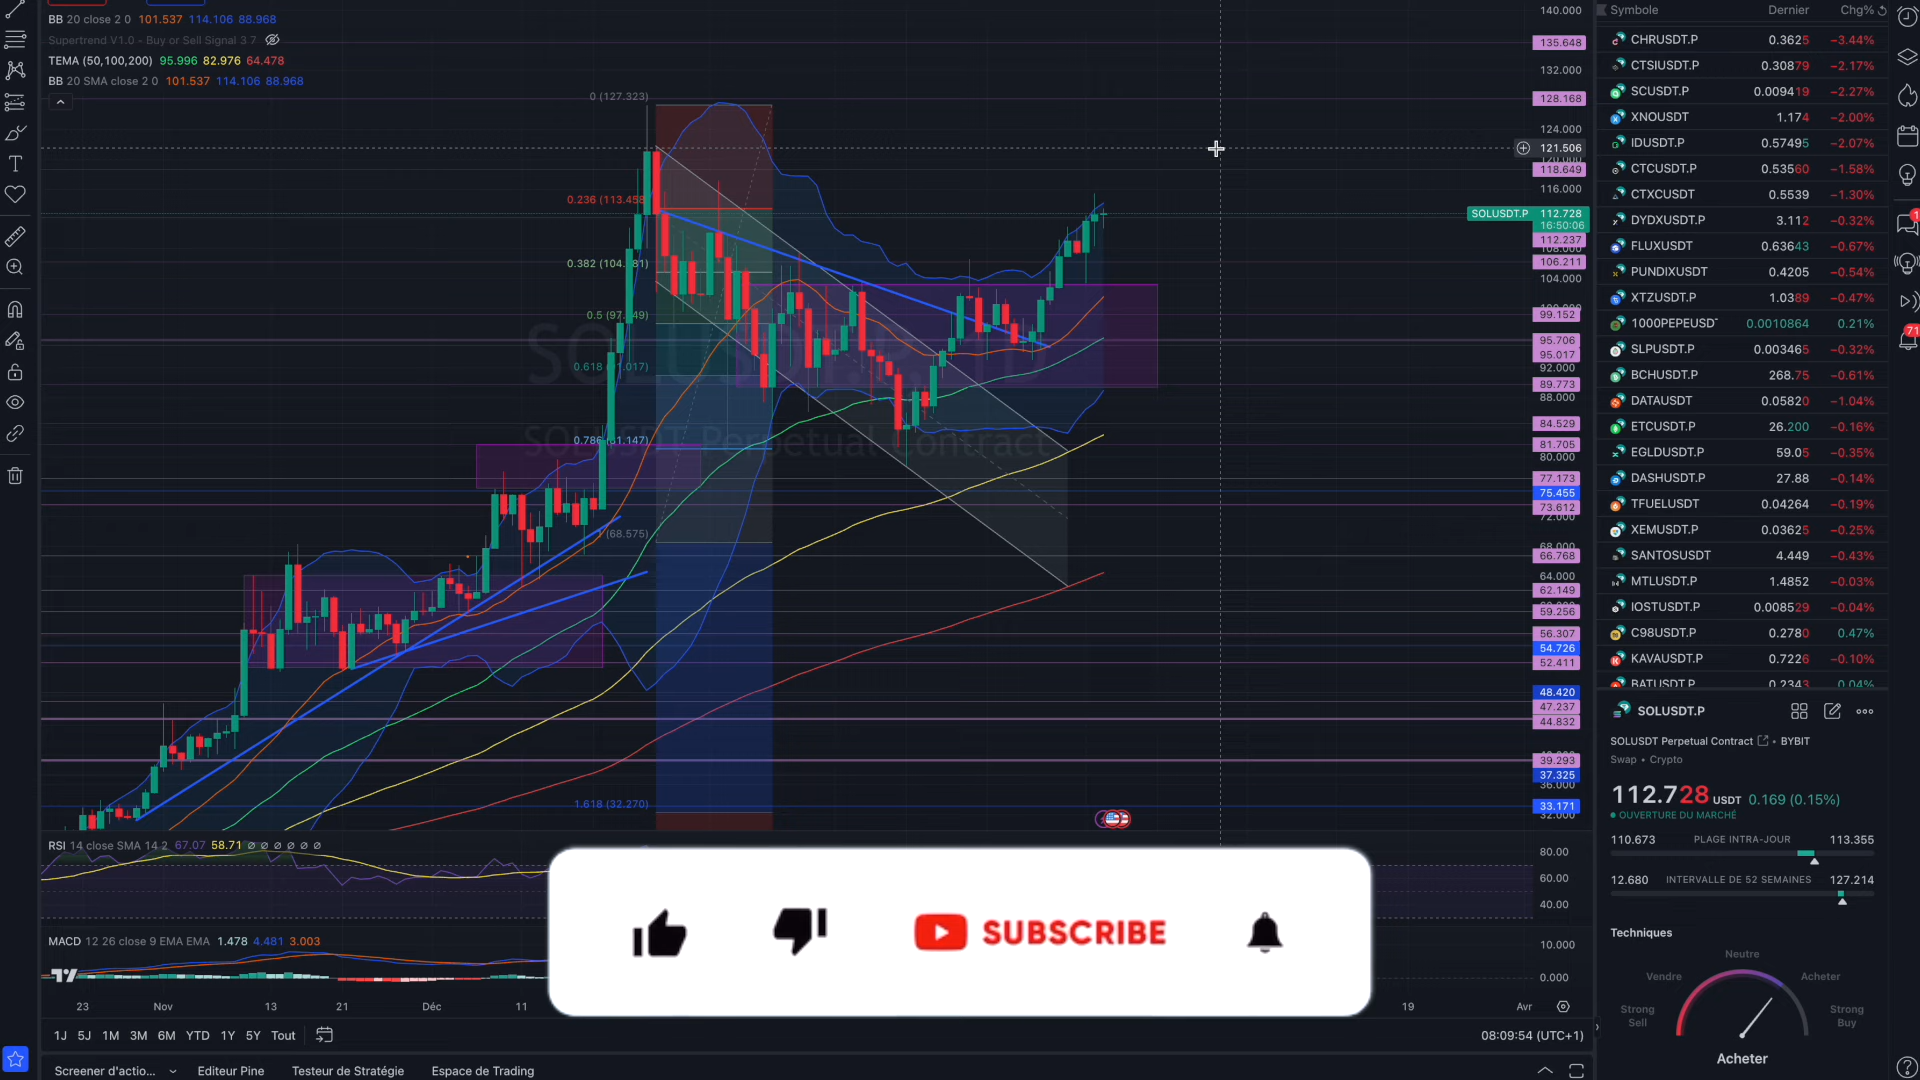 BB 20 close 2 0 101.537 114.106 88.968
Supertrend V1.0 - Buy or Sell Signal 3 7
TEMA (50,100,200) 95.996 82.976 64.478
BB 20 SMA close 2 0 101.537 114.106 88.968
0 (127.323)
0.236 (113.458
0.382 (104.
0.5 (97.
0.618
0.786
(68.575)
1.618 (32.270)
SOLUSDT Perpetual Contract
140.000
135.648
132.000
128.168
124.000
121.506
118.649
116.000
SOLUSDT.P 112.728
16:50:06
112.237
106.211
104.000
99.152
95.706
95.017
92.000
89.773
88.000
84.529
81.705
80.000
77.173
75.455
73.612
72.000
68.000
66.768
64.000
62.149
59.256
56.307
54.726
52.411
48.420
47.237
44.832
39.293
37.325
36.000
33.171
32.000
RSI 14 close SMA 14 2 67.07 58.71 ∅ ∅ ∅ ∅ ∅ ∅
80.00
60.00
40.00
MACD 12 26 close 9 EMA EMA 1.478 4.481 3.003
10.000
0.000
SUBSCRIBE
23 Nov 13 21 Déc 11 19 Avr
1J 5J 1M 3M 6M YTD 1Y 5Y Tout
08:09:54 (UTC+1)
Screener d'actio... Editeur Pine Testeur de Stratégie Espace de Trading
Symbole Dernier Chg%
CHRUSDT.P 0.3625 −3.44%
CTSIUSDT.P 0.30879 −2.17%
SCUSDT.P 0.009419 −2.27%
XNOUSDT 1.174 −2.00%
IDUSDT.P 0.57495 −2.07%
CTCUSDT.P 0.53560 −1.58%
CTXCUSDT 0.5539 −1.30%
DYDXUSDT.P 3.112 −0.32%
FLUXUSDT 0.63643 −0.67%
PUNDIXUSDT 0.4205 −0.54%
XTZUSDT.P 1.0389 −0.47%
1000PEPEUSD 0.0010864 0.21%
SLPUSDT.P 0.003465 −0.32%
BCHUSDT.P 268.75 −0.61%
DATAUSDT 0.05820 −1.04%
ETCUSDT.P 26.200 −0.16%
EGLDUSDT.P 59.05 −0.35%
DASHUSDT.P 27.88 −0.14%
TFUELUSDT 0.04264 −0.19%
XEMUSDT.P 0.03625 −0.25%
SANTOSUSDT 4.449 −0.43%
MTLUSDT.P 1.4852 −0.03%
IOSTUSDT.P 0.008529 −0.04%
C98USDT.P 0.2780 0.47%
KAVAUSDT.P 0.7226 −0.10%
BATUSDT.P 0.2343 0.04%
SOLUSDT.P
SOLUSDT Perpetual Contract • BYBIT
Swap • Crypto
112.728 USDT 0.169 (0.15%)
OUVERTURE DU MARCHÉ
110.673 PLAGE INTRA-JOUR 113.355
12.680 INTERVALLE DE 52 SEMAINES 127.214
Techniques
Neutre
Vendre Acheter
Strong Sell
Strong Buy
Acheter
71